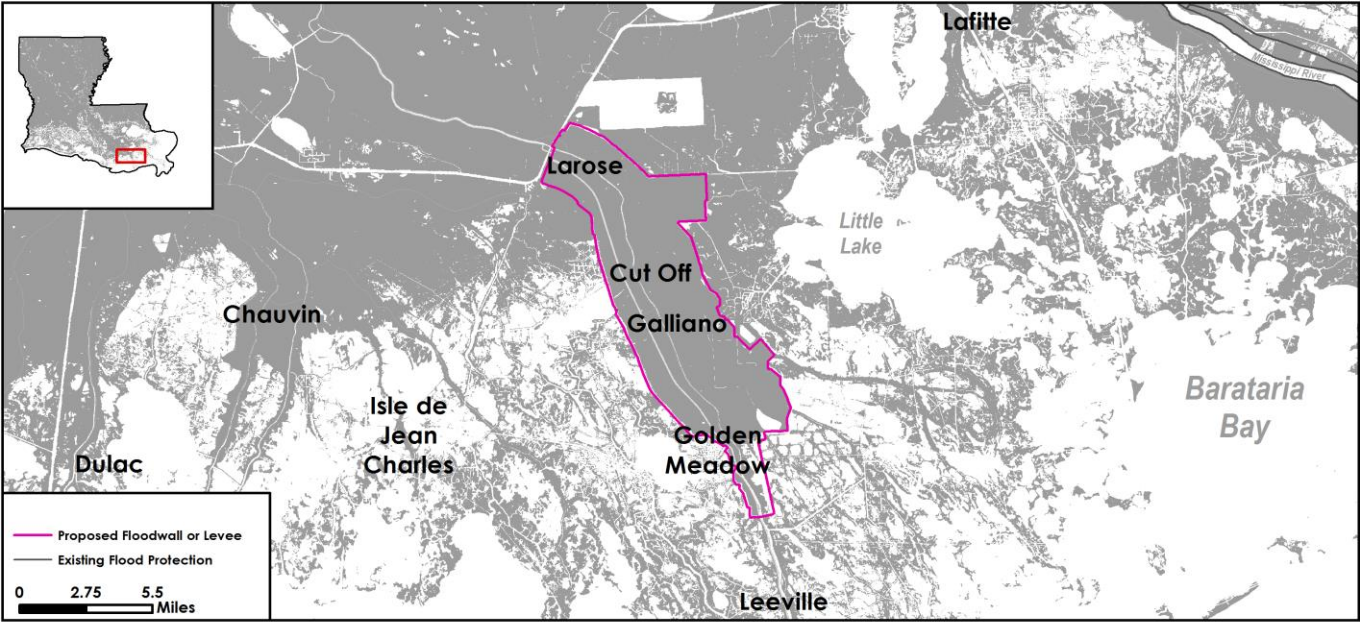 Lafitte
Mississippi River
Larose
Little
Lake
Cut Off
Chauvin
Galliano
Barataria
Bay
Isle de
Jean
Charles
Golden
Meadow
Dulac
Proposed Floodwall or Levee
Existing Flood Protection
0 2.75 5.5
Miles
Leeville